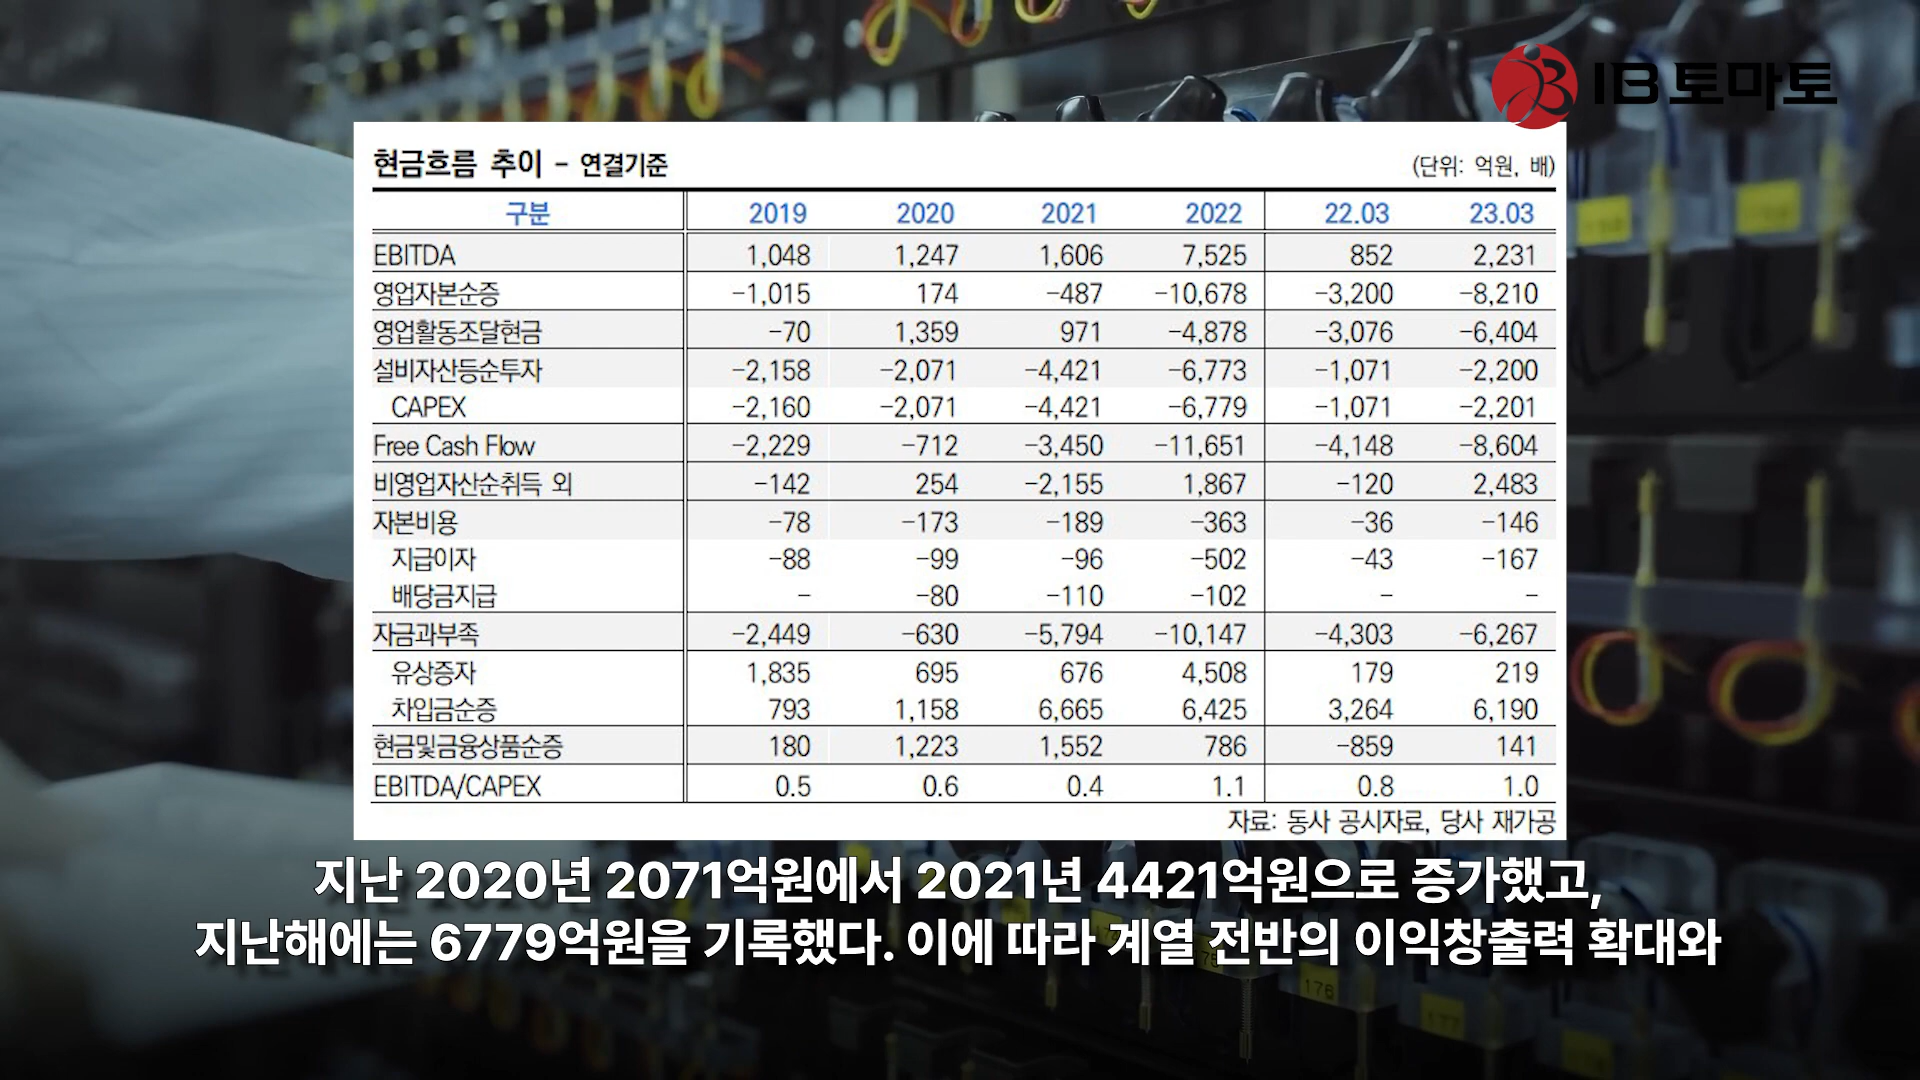 IB토마토
현금흐름 추이 - 연결기준 (단위: 억원, 배)
구분 2019 2020 2021 2022 22.03 23.03
EBITDA 1,048 1,247 1,606 7,525 852 2,231
영업자본순증 -1,015 174 -487 -10,678 -3,200 -8,210
영업활동조달현금 -70 1,359 971 -4,878 -3,076 -6,404
설비자산등순투자 -2,158 -2,071 -4,421 -6,773 -1,071 -2,200
CAPEX -2,160 -2,071 -4,421 -6,779 -1,071 -2,201
Free Cash Flow -2,229 -712 -3,450 -11,651 -4,148 -8,604
비영업자산순취득 외 -142 254 -2,155 1,867 -120 2,483
자본비용 -78 -173 -189 -363 -36 -146
지급이자 -88 -99 -96 -502 -43 -167
배당금지급 - -80 -110 -102 - -
자금과부족 -2,449 -630 -5,794 -10,147 -4,303 -6,267
유상증자 1,835 695 676 4,508 179 219
차입금순증 793 1,158 6,665 6,425 3,264 6,190
현금및금융상품순증 180 1,223 1,552 786 -859 141
EBITDA/CAPEX 0.5 0.6 0.4 1.1 0.8 1.0
자료: 동사 공시자료, 당사 재가공
지난 2020년 2071억원에서 2021년 4421억원으로 증가했고,
지난해에는 6779억원을 기록했다. 이에 따라 계열 전반의 이익창출력 확대와
176
177